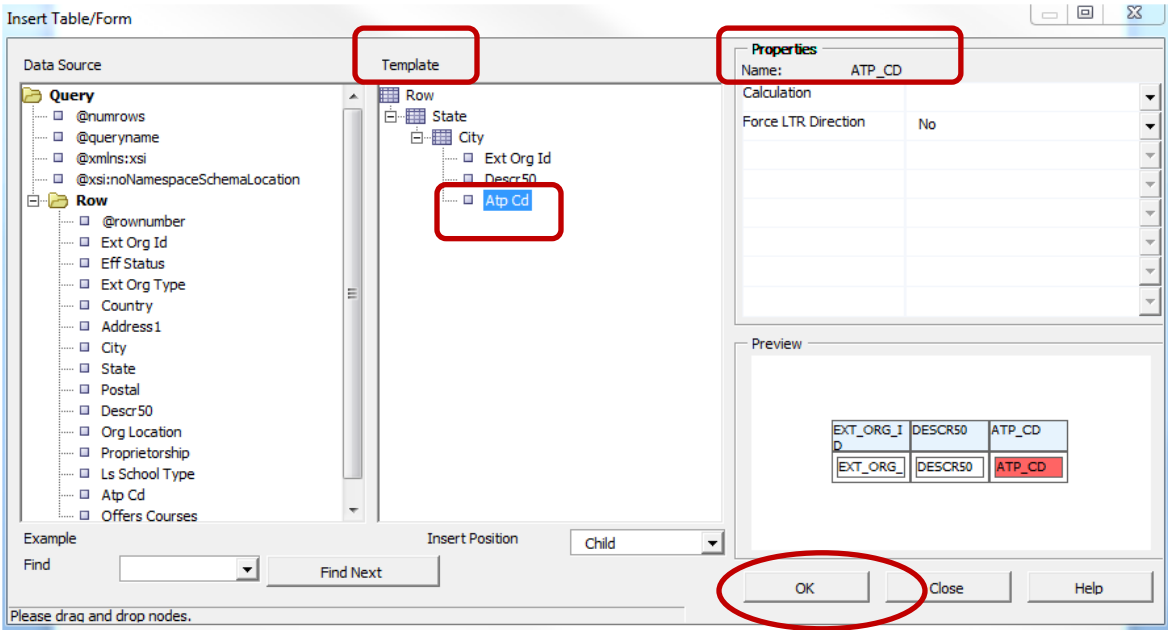 Insert Table/Form
Data Source
Query
@numrows
@queryname
@xmlns:xsi
@xsi:noNamespaceSchemaLocation
Row
@rownumber
Ext Org Id
Eff Status
Ext Org Type
Country
Address1
City
State
Postal
Descr50
Org Location
Proprietorship
Ls School Type
Atp Cd
Offers Courses
Template
Row
State
City
Ext Org Id
Descr50
Atp Cd
Properties
Name: ATP_CD
Calculation
Force LTR Direction No
Preview
EXT_ORG_I
D
DESCR50
ATP_CD
EXT_ORG_ DESCR50 ATP_CD
Example
Find
Find Next
Insert Position Child
OK Close Help
Please drag and drop nodes.